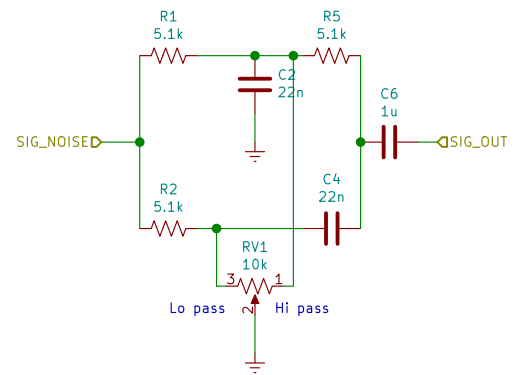 R1
5.1k
R5
5.1k
C2
22n
C6
1u
SIG_NOISE
SIG_OUT
R2
5.1k
C4
22n
RV1
10k
3
1
2
Lo pass
Hi pass